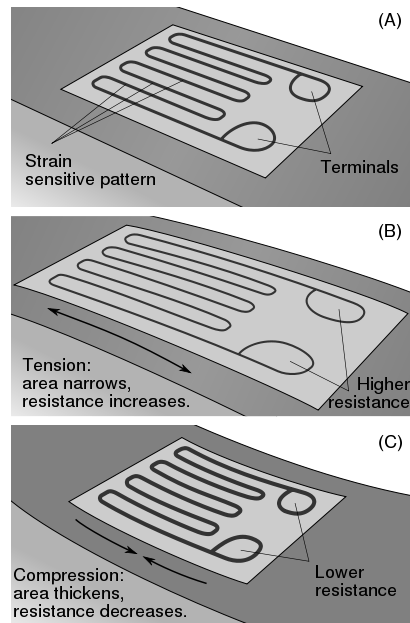 (A)
Strain
sensitive pattern
Terminals
(B)
Tension:
area narrows,
resistance increases.
Higher
resistance
(C)
Compression:
area thickens,
resistance decreases.
Lower
resistance